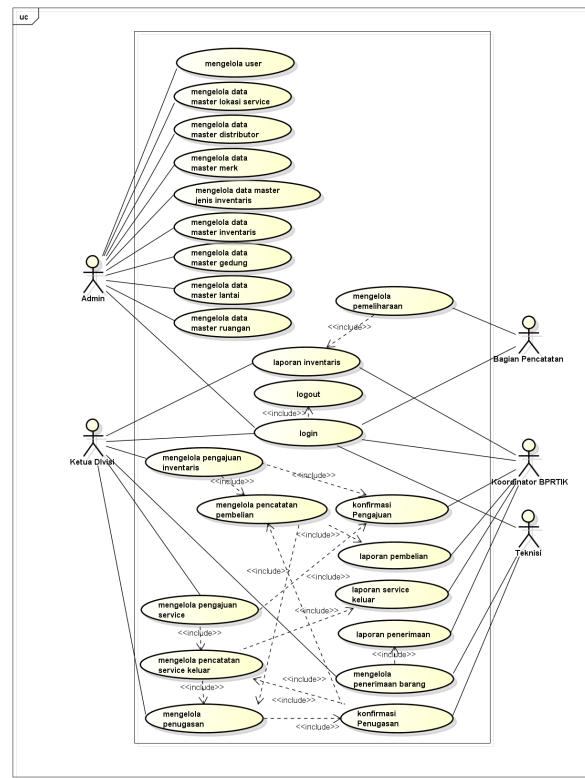 uc
mengelola user
mengelola data
master lokasi service
mengelola data
master distributor
mengelola data
master merk
mengelola data master
jenis inventaris
mengelola data
master inventaris
mengelola data
master gedung
mengelola data
master lantai
mengelola data
master ruangan
Admin
mengelola
pemeliharaan
<<include>>
Bagian Pencatatan
laporan inventaris
logout
<<include>>
login
Ketua Divisi
mengelola pengajuan
inventaris
Koordinator BPRTIK
<<include>>
<<include>>
mengelola pencatatan
pembelian
konfirmasi
Pengajuan
Teknisi
<<include>>
laporan pembelian
<<include>>
<<include>>
laporan service
keluar
mengelola pengajuan
service
<<include>>
laporan penerimaan
<<include>>
<<include>>
mengelola pencatatan
service keluar
<<include>>
mengelola
penerimaan barang
<<include>>
<<include>>
mengelola
penugasan
konfirmasi
Penugasan
<<include>>